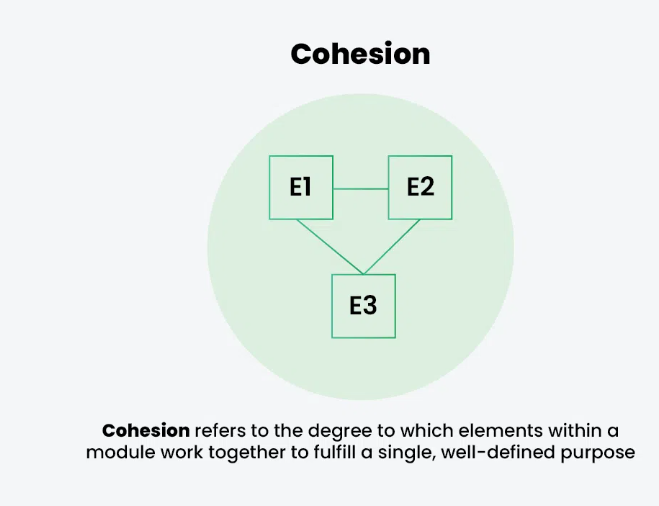 Cohesion
E1
E2
E3
Cohesion refers to the degree to which elements within a
module work together to fulfill a single, well-defined purpose